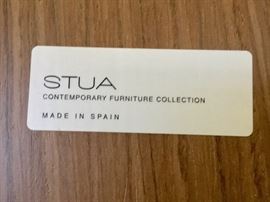 STUA
CONTEMPORARY FURNITURE COLLECTION
MADE IN SPAIN